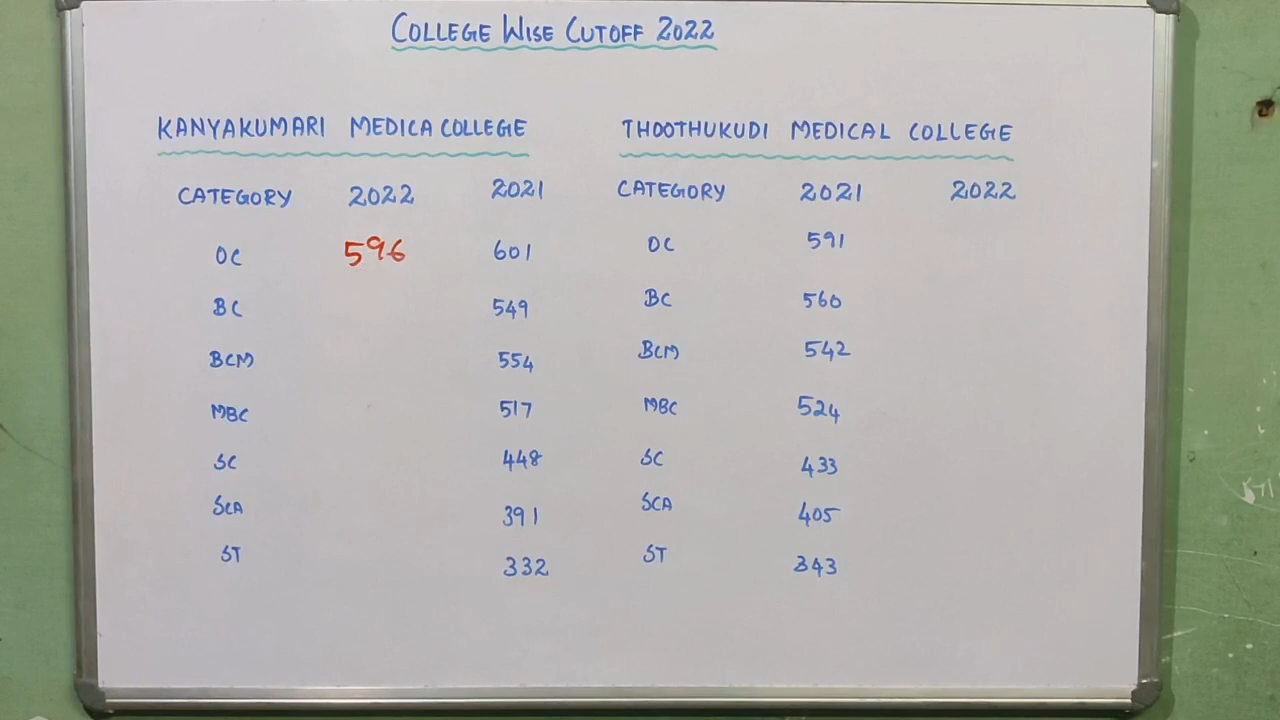 COLLEGE WISE CUTOFF 2022
KANYAKUMARI MEDICA COLLEGE
CATEGORY 2022 2021
OC 596 601
BC 549
BCM 554
MBC 517
SC 448
SCA 391
ST 332
THOOTHUKUDI MEDICAL COLLEGE
CATEGORY 2021 2022
OC 591
BC 560
BCM 542
MBC 524
SC 433
SCA 405
ST 343